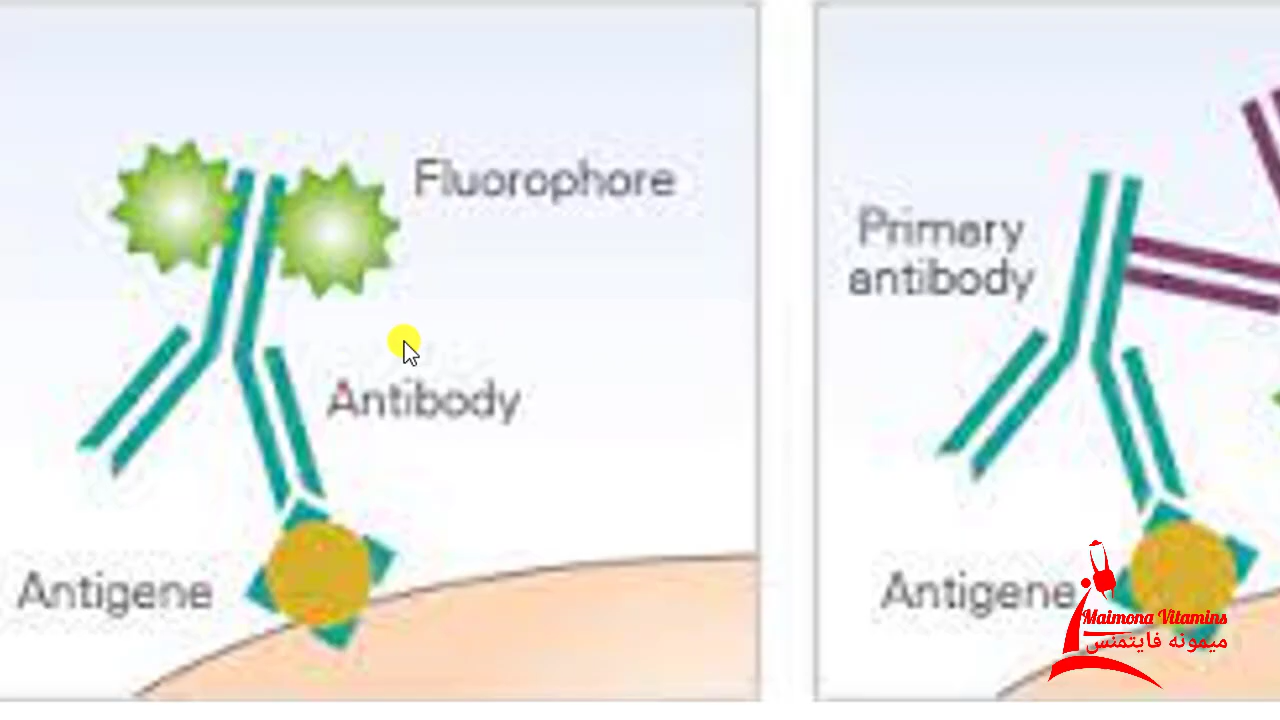 Fluorophore
Antibody
Antigene
Primary
antibody
Antigene
Maimona Vitamins
ميمونه فايتمنس